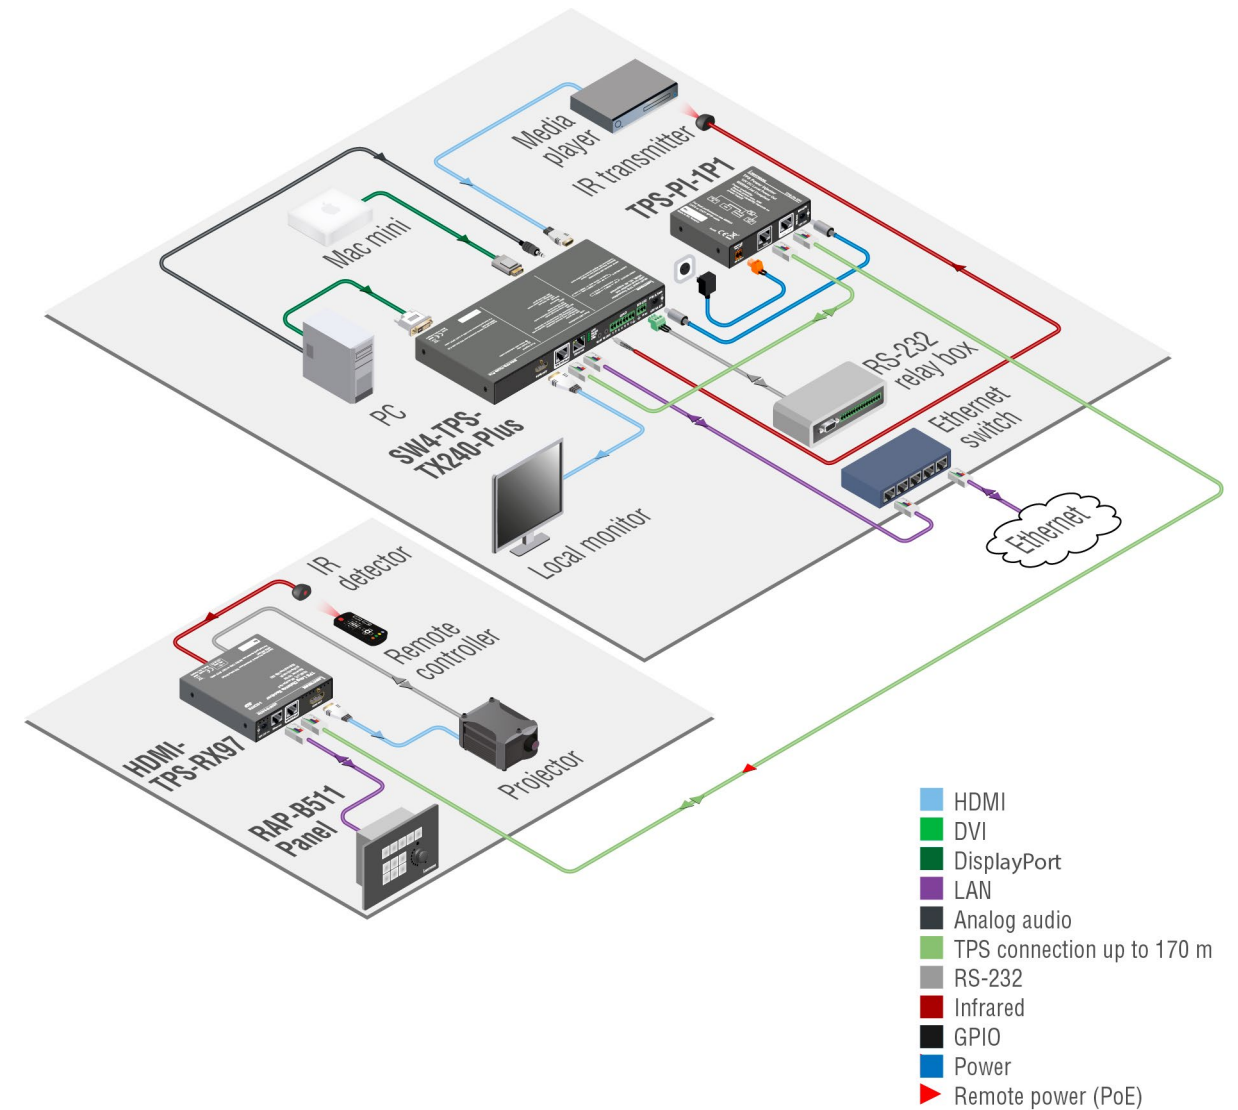 Media
player
IR transmitter
TPS-PI-1P1
Mac mini
PC
SW4-TPS-
TX240-Plus
RS-232
relay box
Ethernet
switch
Ethernet
Local monitor
IR
detector
Remote
controller
HDMI-
TPS-RX97
Projector
RAP-B511
Panel
HDMI
DVI
DisplayPort
LAN
Analog audio
TPS connection up to 170 m
RS-232
Infrared
GPIO
Power
Remote power (PoE)